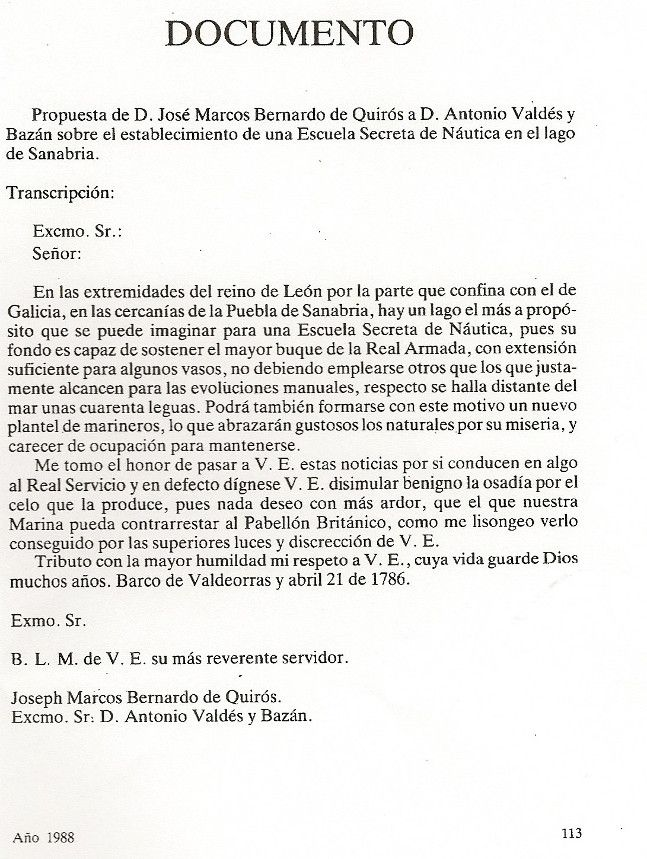 DOCUMENTO
Propuesta de D. José Marcos Bernardo de Quirós a D. Antonio Valdés y
Bazán sobre el establecimiento de una Escuela Secreta de Náutica en el lago
de Sanabria.
Transcripción:
Excmo. Sr.:
Señor:
En las extremidades del reino de León por la parte que confina con el de
Galicia, en las cercanías de la Puebla de Sanabria, hay un lago el más a propó-
sito que se puede imaginar para una Escuela Secreta de Náutica, pues su
fondo es capaz de sostener el mayor buque de la Real Armada, con extensión
suficiente para algunos vasos, no debiendo emplearse otros que los que justa-
mente alcancen para las evoluciones manuales, respecto se halla distante del
mar unas cuarenta leguas. Podrá también formarse con este motivo un nuevo
plantel de marineros, lo que abrazarán gustosos los naturales por su miseria, y
carecer de ocupación para mantenerse.
Me tomo el honor de pasar a V. E. estas noticias por si conducen en algo
al Real Servicio y en defecto dígnese V. E. disimular benigno la osadía por el
celo que la produce, pues nada deseo con más ardor, que el que nuestra
Marina pueda contrarrestar al Pabellón Británico, como me lisongeo verlo
conseguido por las superiores luces y discrección de V. E.
Tributo con la mayor humildad mi respeto a V. E., cuya vida guarde Dios
muchos años. Barco de Valdeorras y abril 21 de 1786.
Exmo. Sr.
B. L. M. de V. E. su más reverente servidor.
Joseph Marcos Bernardo de Quirós.
Excmo. Sr: D. Antonio Valdés y Bazán.
Año 1988
113